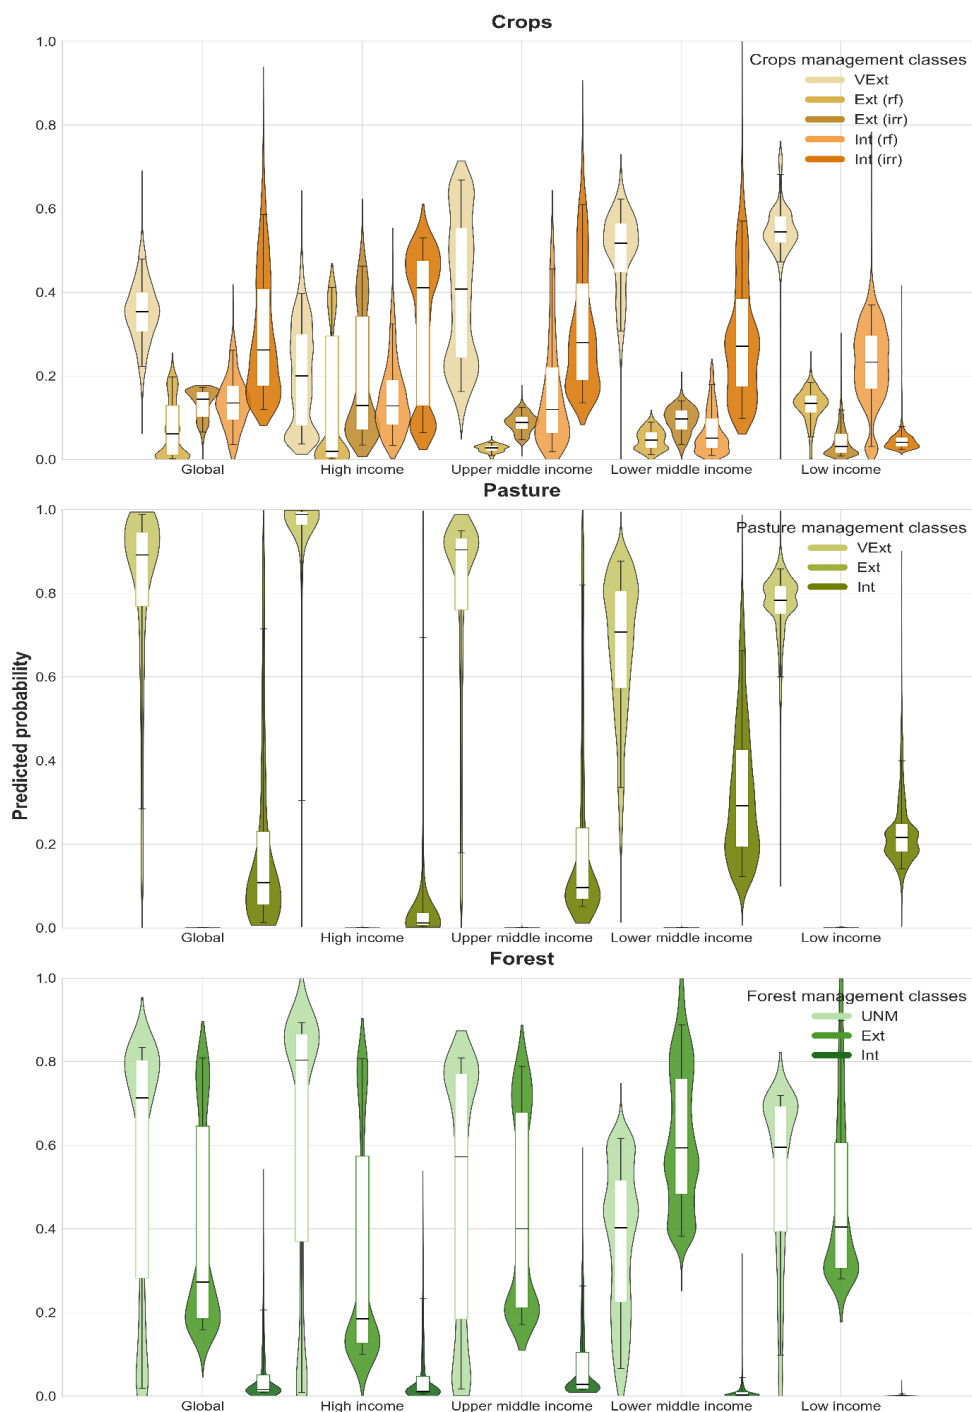 Crops
1.0
Crops management classes
VExt
Ext (rf)
0.8
Ext (irr)
Int (rf)
Int (irr)
0.6
0.4
0.2
0.0
Global High income Upper middle income Lower middle income Low income
Pasture
1.0
Pasture management classes
VExt
Ext
0.8
Int
0.6
Predicted probability
0.4
0.2
0.0
Global High income Upper middle income Lower middle income Low income
Forest
1.0
Forest management classes
UNM
Ext
0.8
Int
0.6
0.4
0.2
0.0
Global High income Upper middle income Lower middle income Low income